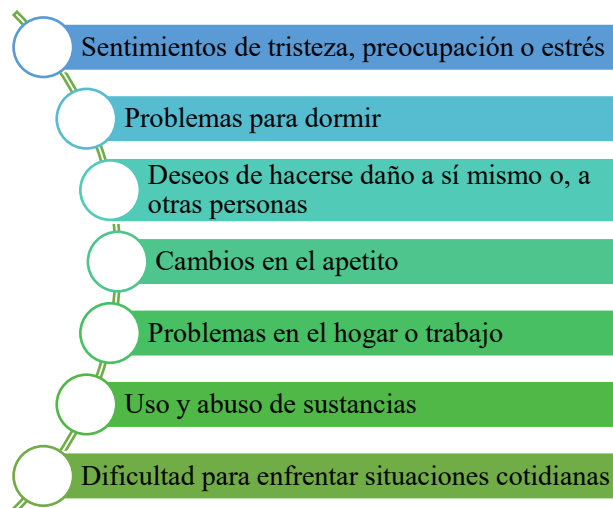 Sentimientos de tristeza, preocupación o estrés
Problemas para dormir
Deseos de hacerse daño a sí mismo o, a
otras personas
Cambios en el apetito
Problemas en el hogar o trabajo
Uso y abuso de sustancias
Dificultad para enfrentar situaciones cotidianas